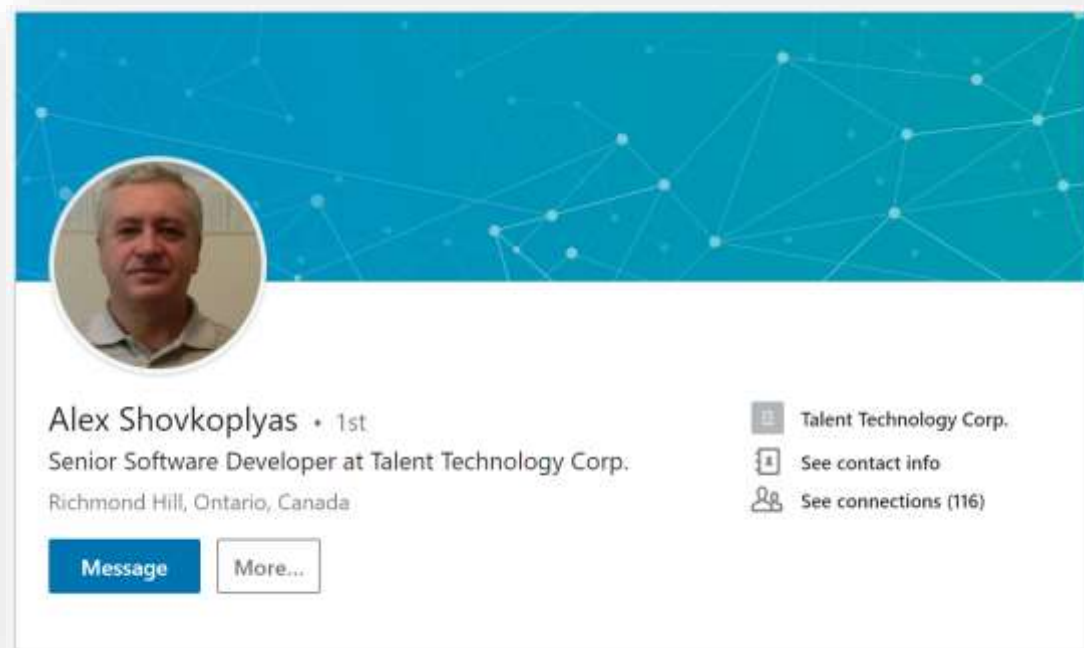 Alex Shovkoplyas • 1st
Senior Software Developer at Talent Technology Corp.
Richmond Hill, Ontario, Canada
Message
More...
Talent Technology Corp.
See contact info
See connections (116)